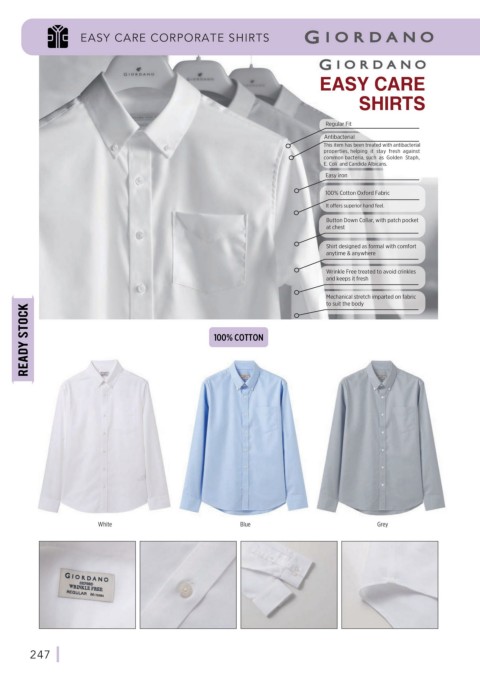 EASY CARE CORPORATE SHIRTS
GIORDANO
GIORDANO
EASY CARE
SHIRTS
GIORDANO
GIORDANO
GIORDANO
Regular Fit
Antibacterial
This item has been treated with antibacterial
properties, helping it stay fresh against
common bacteria, such as Golden Staph,
E. Coli and Candida Albicans.
Easy iron
100% Cotton Oxford Fabric
It offers superior hand feel
Button Down Collar, with patch pocket
at chest
Shirt designed as formal with comfort
anytime & anywhere
Wrinkle Free treated to avoid crinkles
and keeps it fresh
Mechanical stretch imparted on fabric
to suit the body
READY STOCK
100% COTTON
White
Blue
Grey
GIORDANO
OXFORD
WRINKLE FREE
REGULAR
247